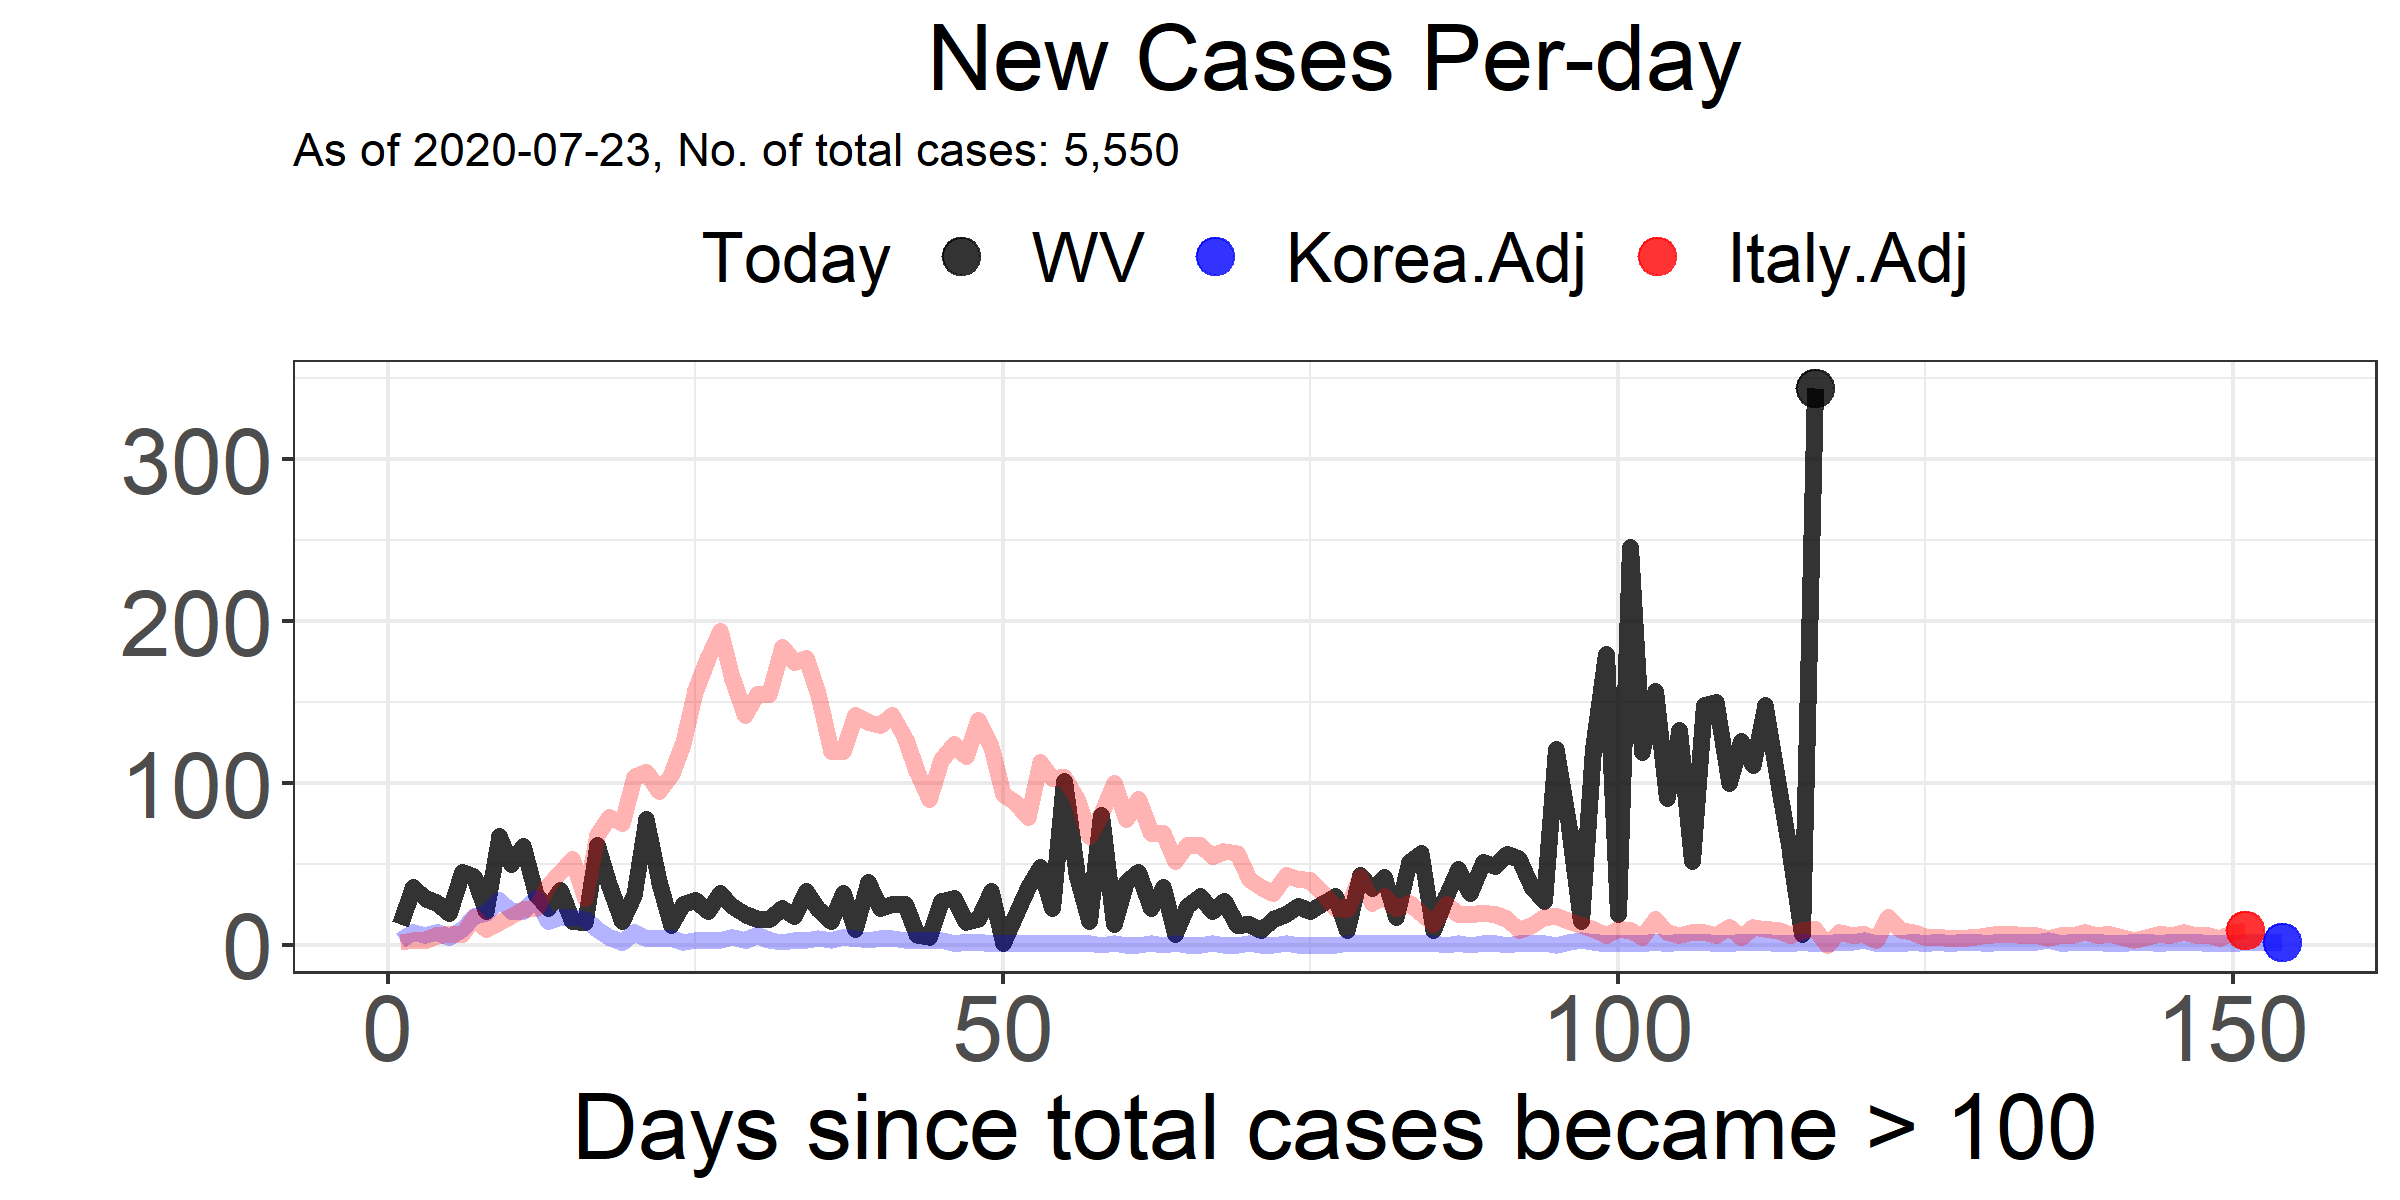 New Cases Per-day
As of 2020-07-23, No. of total cases: 5,550
Today WV Korea.Adj Italy.Adj
300
200
100
0
0 50 100 150
Days since total cases became > 100